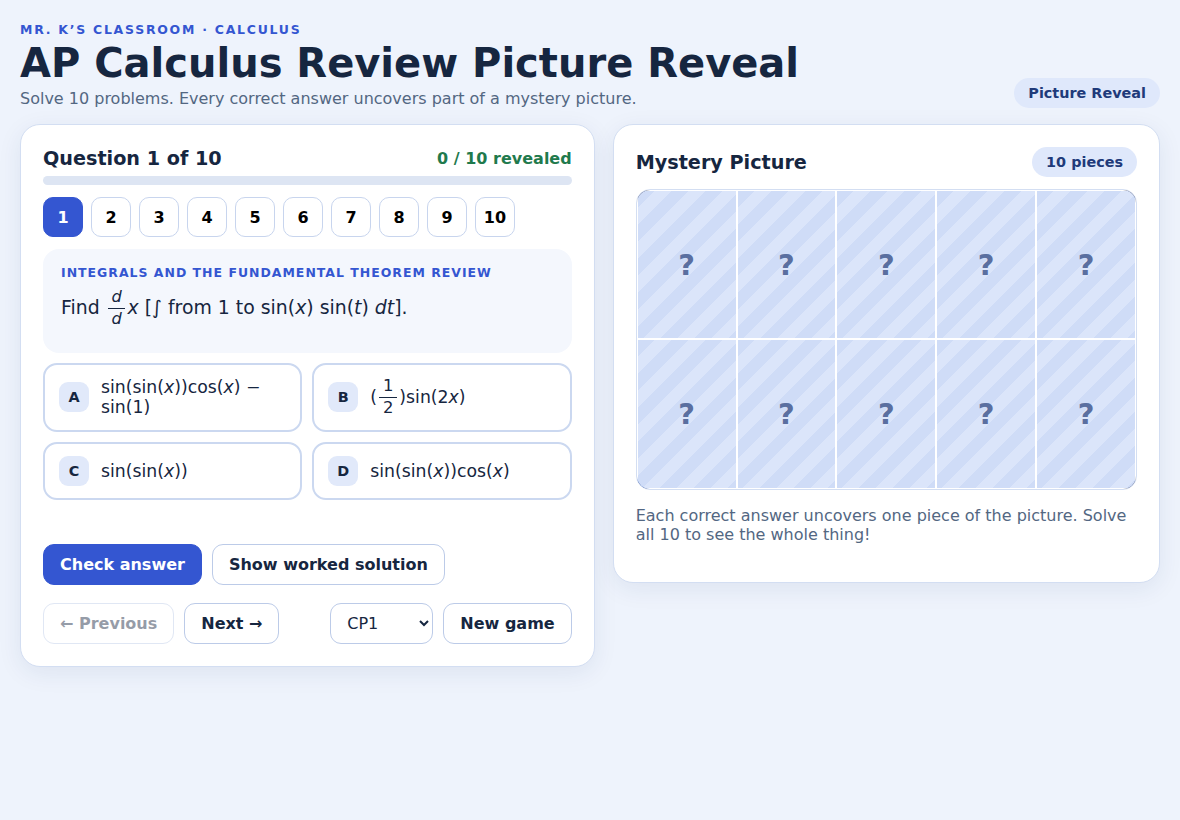 MR. K’S CLASSROOM · CALCULUS
AP Calculus Review Picture Reveal
Solve 10 problems. Every correct answer uncovers part of a mystery picture.
Picture Reveal
Question 1 of 10
0 / 10 revealed
1 2 3 4 5 6 7 8 9 10
INTEGRALS AND THE FUNDAMENTAL THEOREM REVIEW
Find d/d x [∫ from 1 to sin(x) sin(t) dt].
A sin(sin(x))cos(x) −
sin(1)
B (1/2)sin(2x)
C sin(sin(x))
D sin(sin(x))cos(x)
Check answer
Show worked solution
← Previous
Next →
CP1
New game
Mystery Picture
10 pieces
? ? ? ? ?
? ? ? ? ?
Each correct answer uncovers one piece of the picture. Solve
all 10 to see the whole thing!